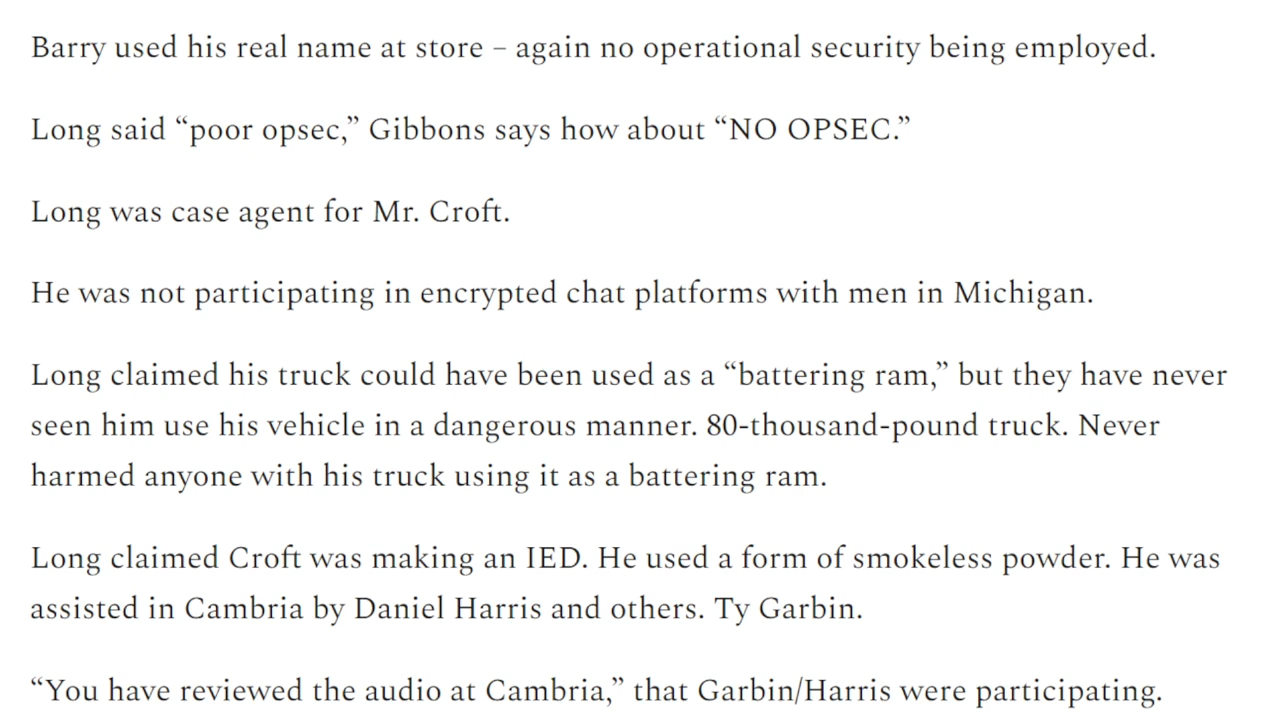 Barry used his real name at store – again no operational security being employed.
Long said “poor opsec,” Gibbons says how about “NO OPSEC.”
Long was case agent for Mr. Croft.
He was not participating in encrypted chat platforms with men in Michigan.
Long claimed his truck could have been used as a “battering ram,” but they have never
seen him use his vehicle in a dangerous manner. 80-thousand-pound truck. Never
harmed anyone with his truck using it as a battering ram.
Long claimed Croft was making an IED. He used a form of smokeless powder. He was
assisted in Cambria by Daniel Harris and others. Ty Garbin.
“You have reviewed the audio at Cambria,” that Garbin/Harris were participating.